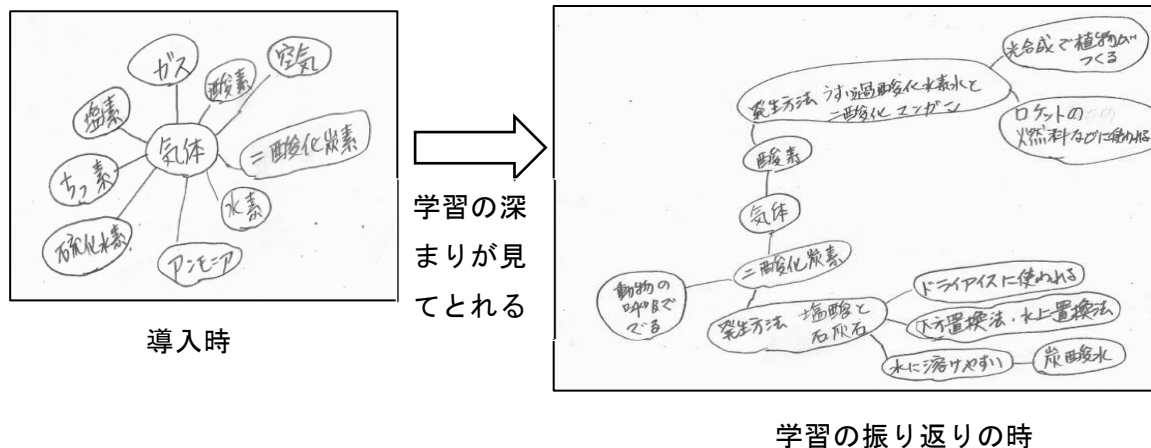 ガス
酸素
空気
塩素
気体
二酸化炭素
ちっ素
水素
硫化水素
アンモニア
導入時
学習の深
まりが見
てとれる
光合成で植物が
つくる
発生方法 うすい過酸化水素水と
二酸化マンガン
ロケットの
燃料などに使われる
酸素
気体
二酸化炭素
動物の
呼吸で
でる
発生方法 塩酸と
石灰石
ドライアイスに使われる
下方置換法・水上置換法
水に溶けやすい
炭酸水
学習の振り返りの時